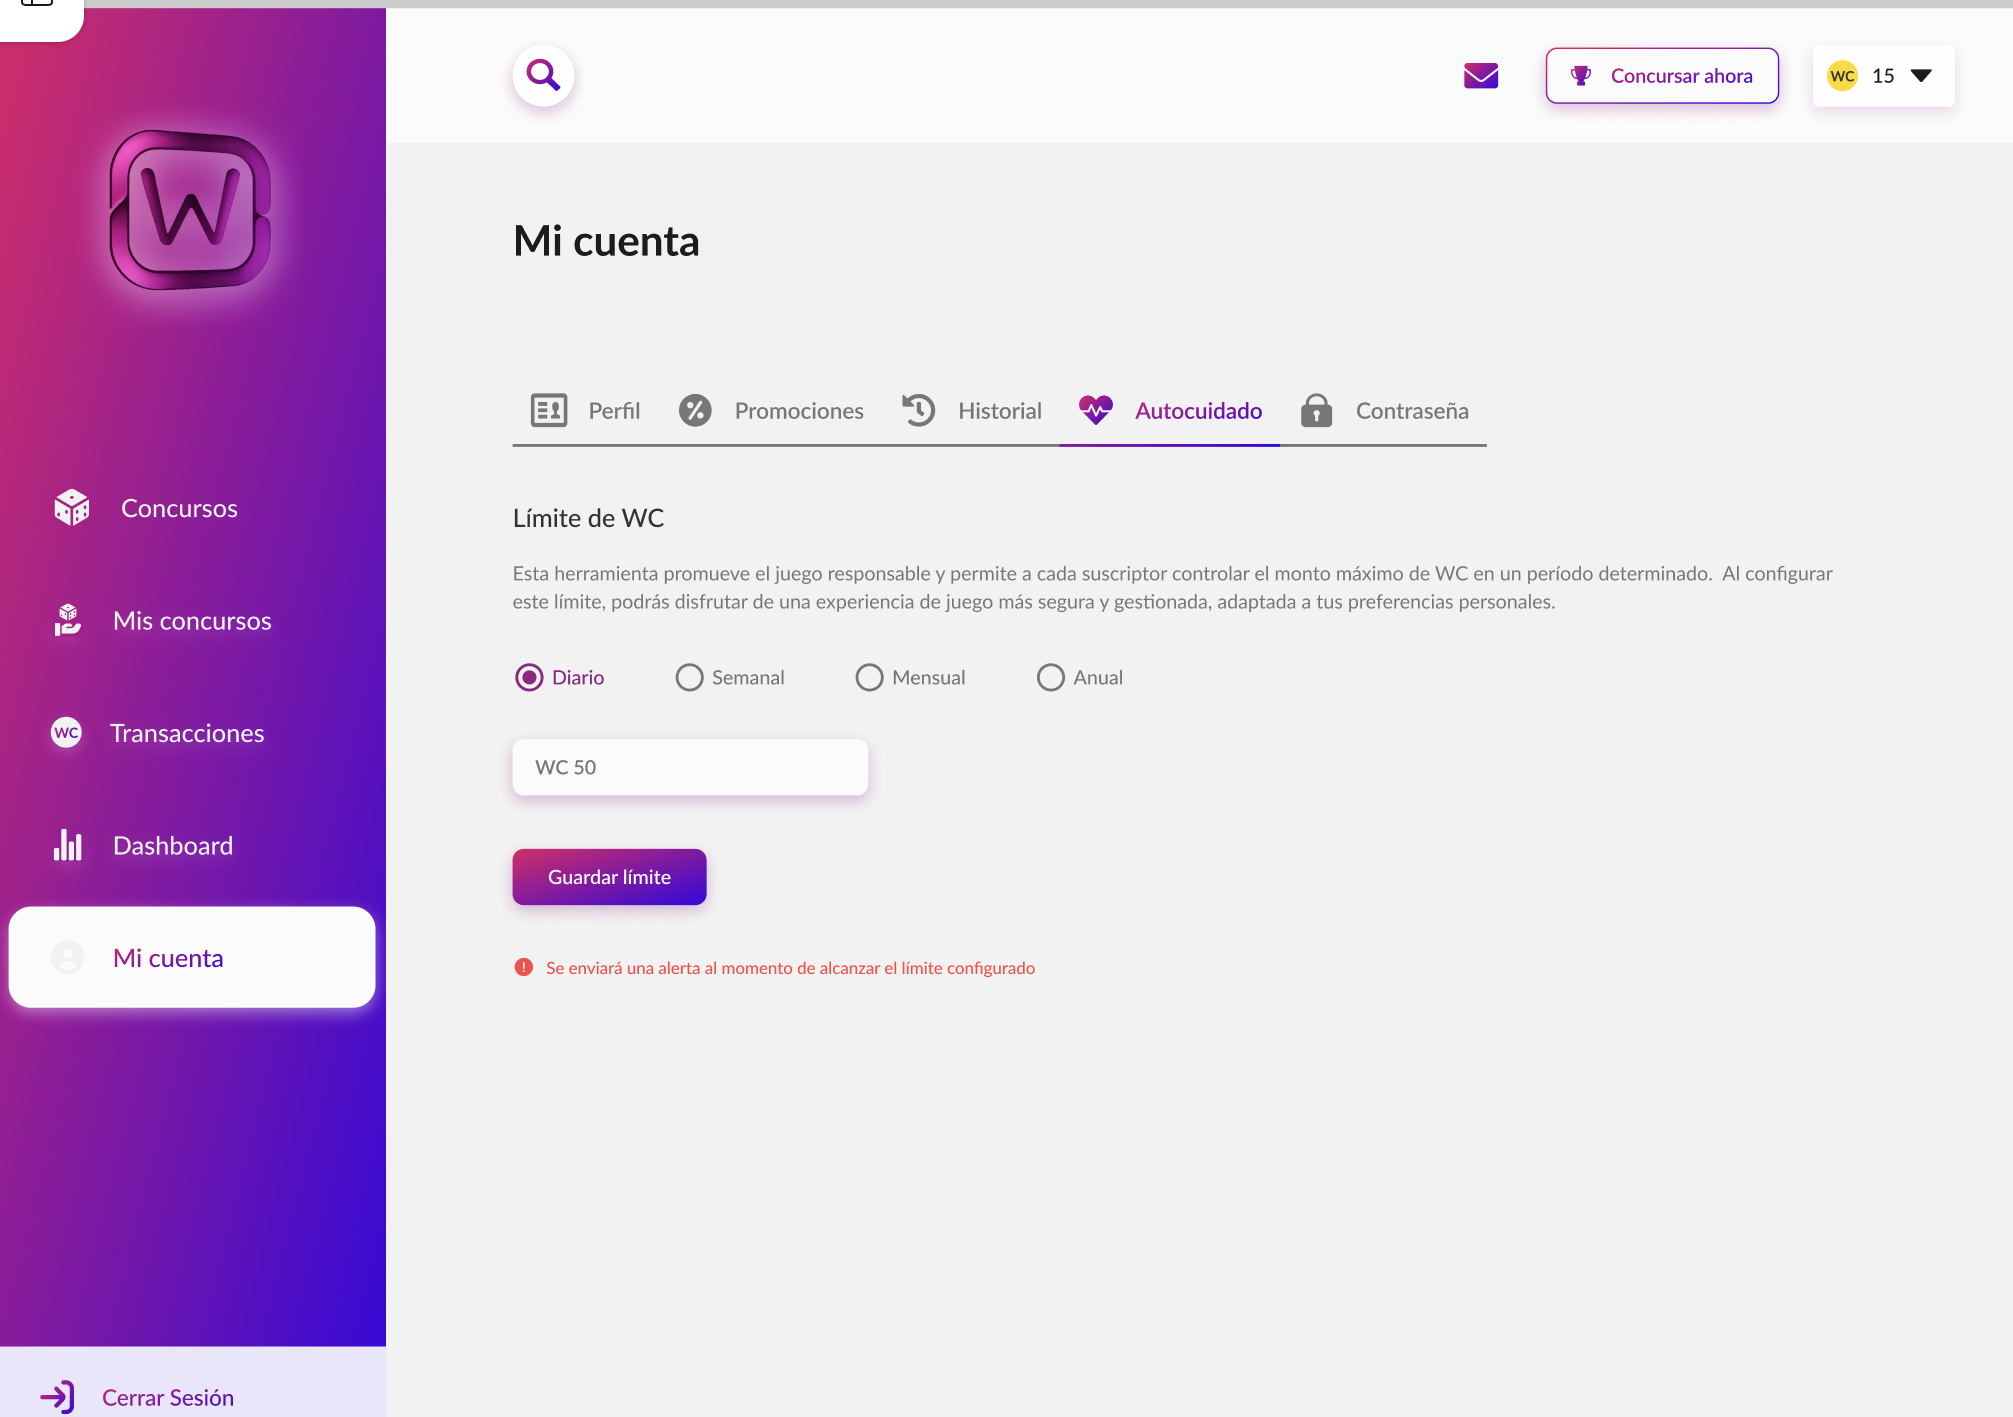 Concursar ahora
WC 15
W
Mi cuenta
Perfil
Promociones
Historial
Autocuidado
Contraseña
Concursos
Mis concursos
WC Transacciones
Dashboard
Mi cuenta
Cerrar Sesión
Límite de WC
Esta herramienta promueve el juego responsable y permite a cada suscriptor controlar el monto máximo de WC en un período determinado. Al configurar
este límite, podrás disfrutar de una experiencia de juego más segura y gestionada, adaptada a tus preferencias personales.
Diario
Semanal
Mensual
Anual
WC 50
Guardar límite
Se enviará una alerta al momento de alcanzar el límite configurado